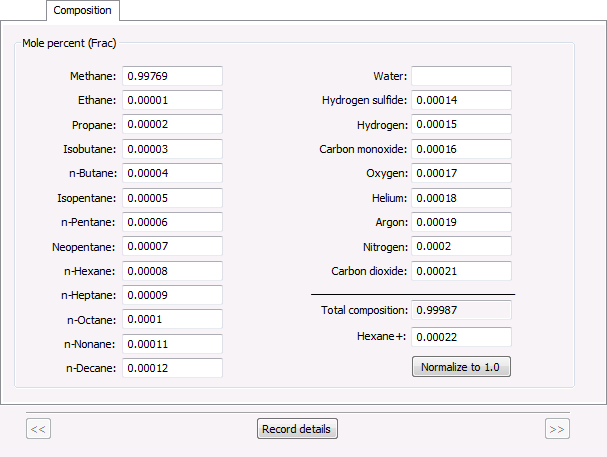 Composition
Mole percent (Frac)
Methane: 0.99769
Ethane: 0.00001
Propane: 0.00002
Isobutane: 0.00003
n-Butane: 0.00004
Isopentane: 0.00005
n-Pentane: 0.00006
Neopentane: 0.00007
n-Hexane: 0.00008
n-Heptane: 0.00009
n-Octane: 0.0001
n-Nonane: 0.00011
n-Decane: 0.00012
Water:
Hydrogen sulfide: 0.00014
Hydrogen: 0.00015
Carbon monoxide: 0.00016
Oxygen: 0.00017
Helium: 0.00018
Argon: 0.00019
Nitrogen: 0.0002
Carbon dioxide: 0.00021
Total composition: 0.99987
Hexane+: 0.00022
Normalize to 1.0
<< Record details >>